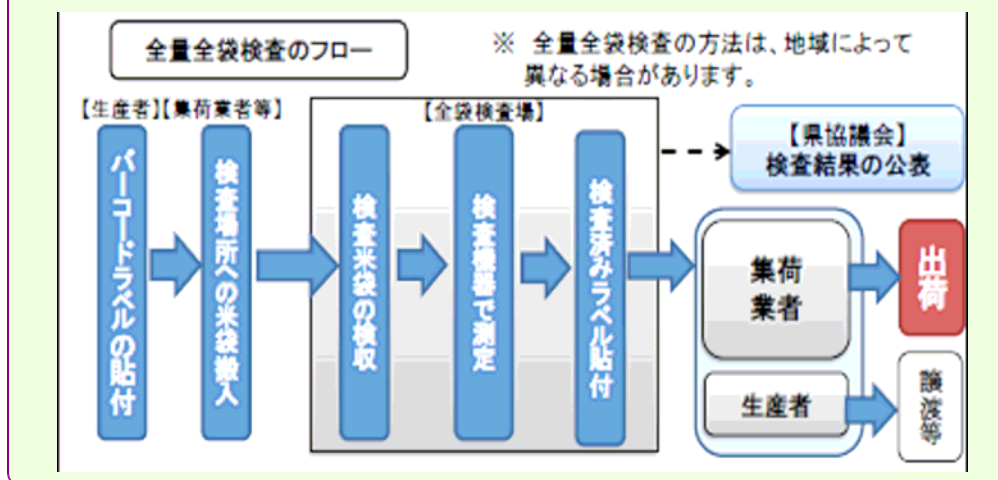 全量全袋検査のフロー
※　全量全袋検査の方法は、地域によって
異なる場合があります。
【生産者】【集荷業者等】
【全袋検査場】
バーコードラベルの貼付
検査場所への米袋搬入
検査米袋の検収
検査機器で測定
検査済みラベル貼付
【県協議会】
検査結果の公表
集荷
業者
出荷
生産者
譲渡等